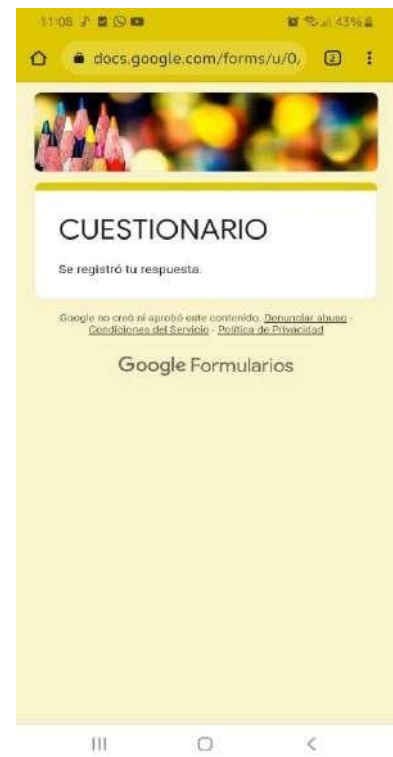 11:08 43%
docs.google.com/forms/u/0, 2
CUESTIONARIO
Se registró tu respuesta.
Google no creó ni aprobó este contenido. Denunciar abuso -
Condiciones del Servicio - Política de Privacidad
Google Formularios